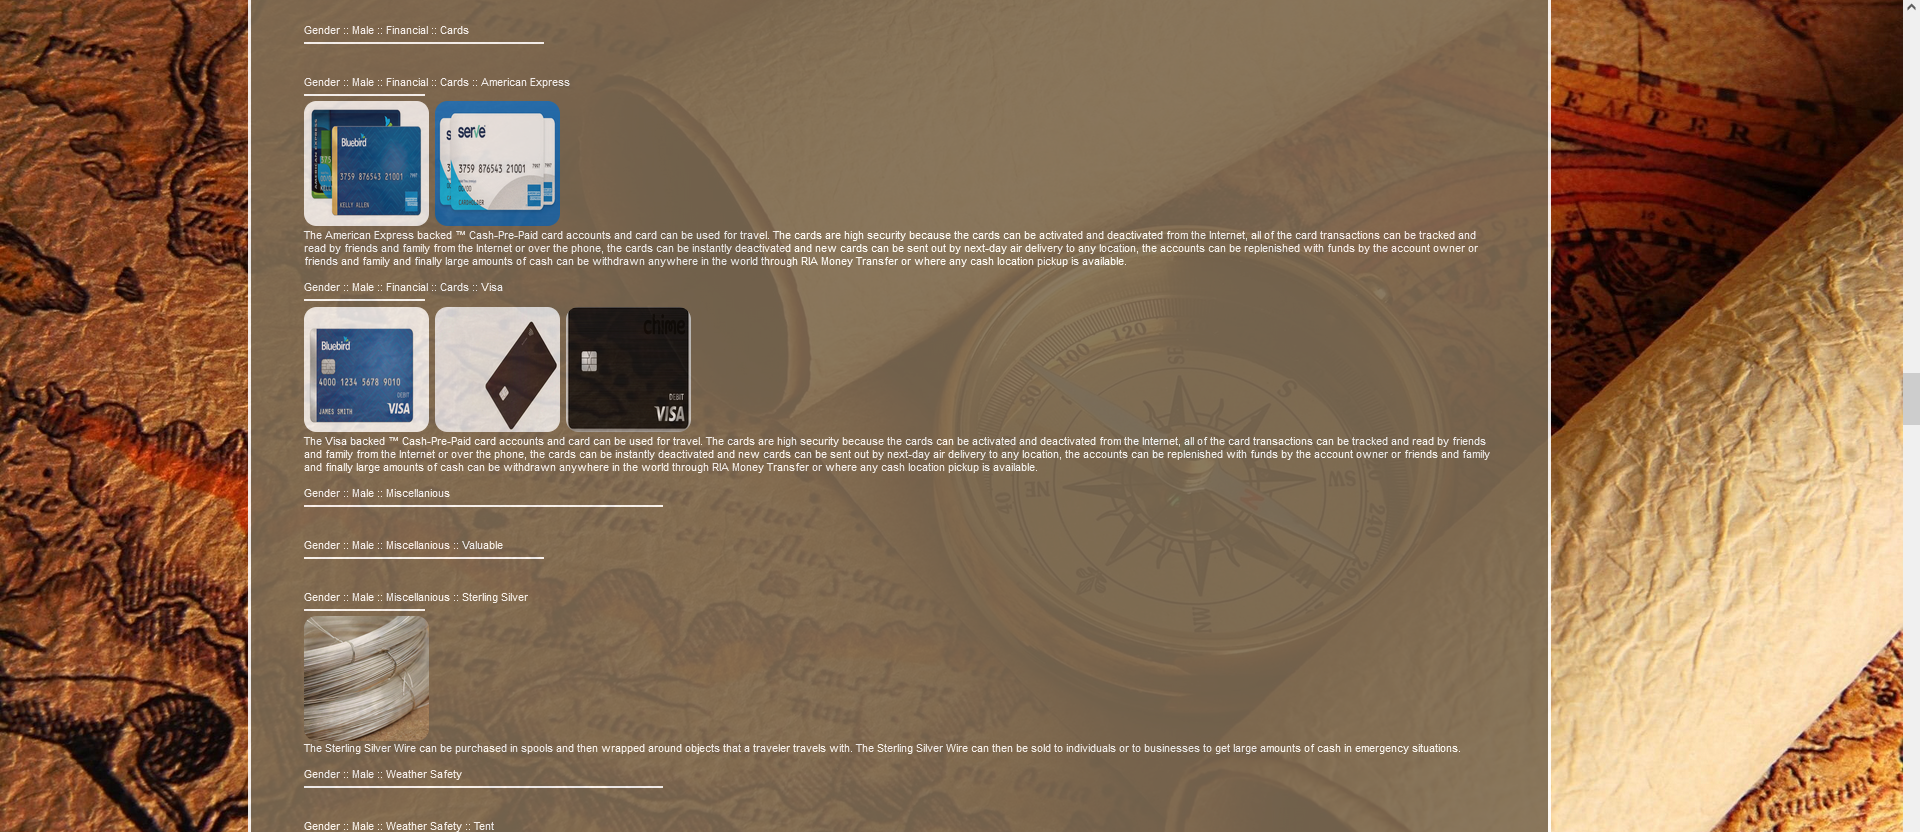 Gender :: Male :: Financial :: Cards
Gender :: Male :: Financial :: Cards :: American Express
Bluebird
3759 876543 21001
7997
KELLY ALLEN
serve
3759 876543 21001
7997
7997
00/00
CARDHOLDER
The American Express backed ™ Cash-Pre-Paid card accounts and card can be used for travel. The cards are high security because the cards can be activated and deactivated from the Internet, all of the card transactions can be tracked and
read by friends and family from the Internet or over the phone, the cards can be instantly deactivated and new cards can be sent out by next-day air delivery to any location, the accounts can be replenished with funds by the account owner or
friends and family and finally large amounts of cash can be withdrawn anywhere in the world through RIA Money Transfer or where any cash location pickup is available.
Gender :: Male :: Financial :: Cards :: Visa
Bluebird
4000 1234 5678 9010
DEBIT
JAMES SMITH
VISA
chime
DEBIT
VISA
The Visa backed ™ Cash-Pre-Paid card accounts and card can be used for travel. The cards are high security because the cards can be activated and deactivated from the Internet, all of the card transactions can be tracked and read by friends
and family from the Internet or over the phone, the cards can be instantly deactivated and new cards can be sent out by next-day air delivery to any location, the accounts can be replenished with funds by the account owner or friends and family
and finally large amounts of cash can be withdrawn anywhere in the world through RIA Money Transfer or where any cash location pickup is available.
Gender :: Male :: Miscellanious
Gender :: Male :: Miscellanious :: Valuable
Gender :: Male :: Miscellanious :: Sterling Silver
The Sterling Silver Wire can be purchased in spools and then wrapped around objects that a traveler travels with. The Sterling Silver Wire can then be sold to individuals or to businesses to get large amounts of cash in emergency situations.
Gender :: Male :: Weather Safety
Gender :: Male :: Weather Safety :: Tent
TEMPERA
80
100
120
S
SW
240
260
NW
N
NE
40